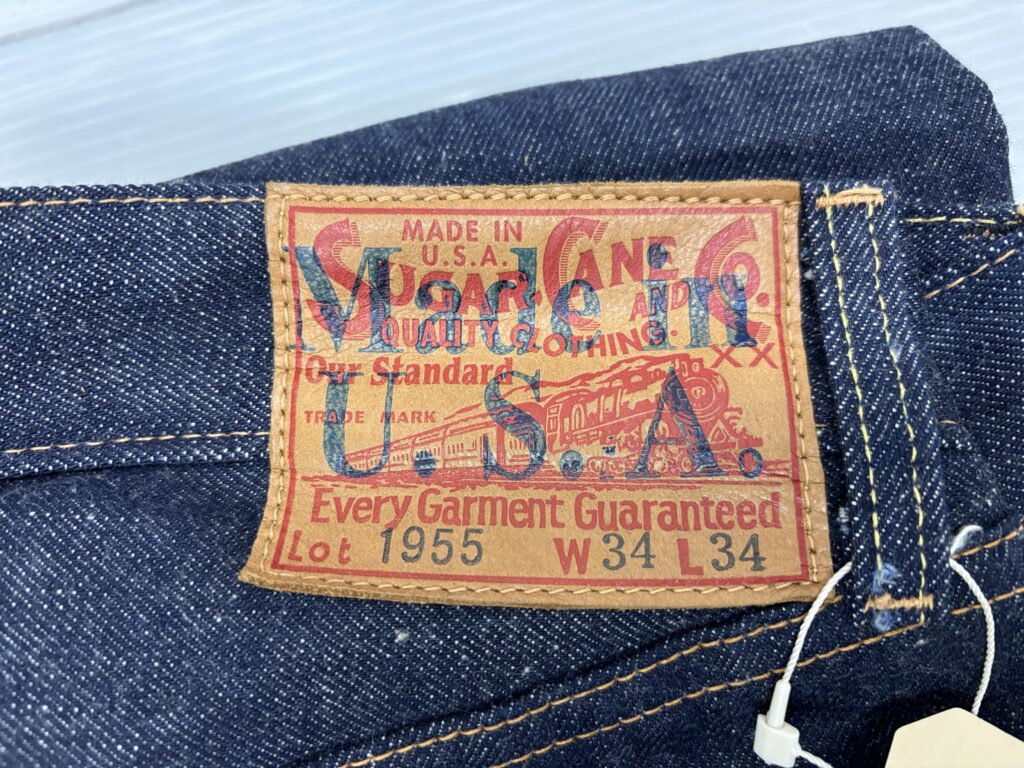 MADE IN
U.S.A.
SUGAR CANE
AND Co.
QUALITY CLOTHING.
XX
Made in
U.S.A.
Our Standard
TRADE MARK
Every Garment Guaranteed
Lot 1955 W34 L34